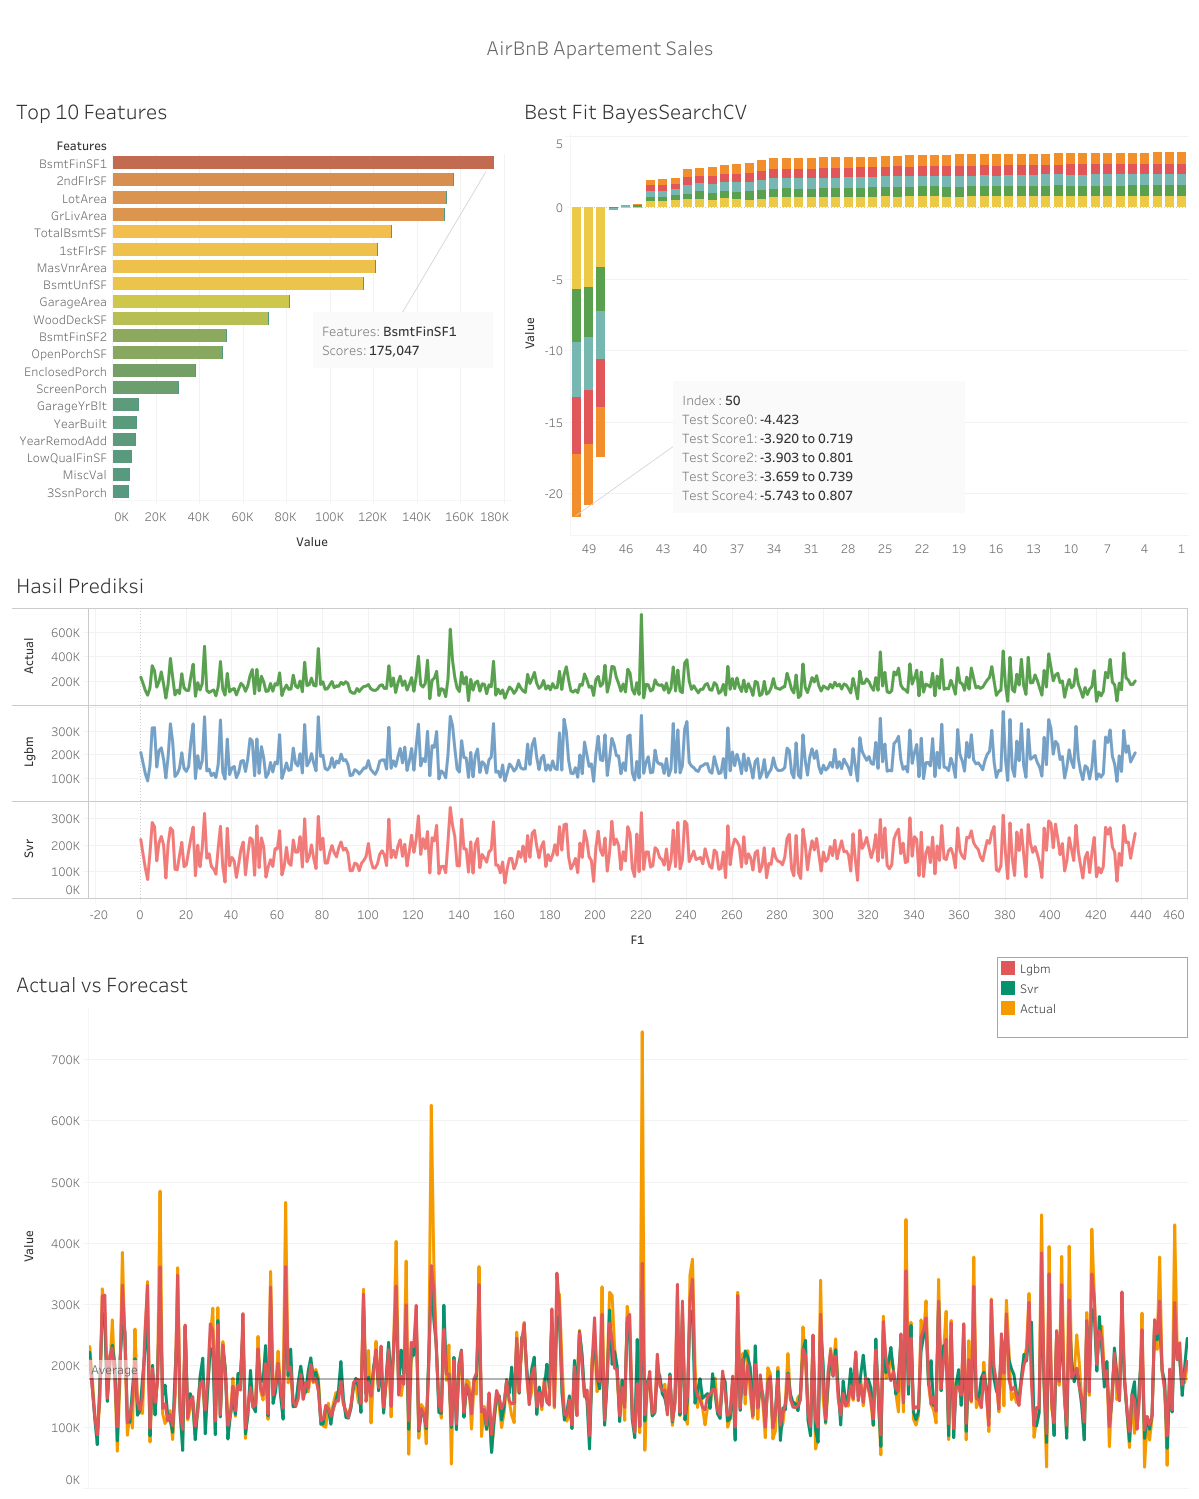 AirBnB Apartement Sales
Top 10 Features
Features
BsmtFinSF1
2ndFlrSF
LotArea
GrLivArea
TotalBsmtSF
1stFlrSF
MasVnrArea
BsmtUnfSF
GarageArea
WoodDeckSF
BsmtFinSF2
OpenPorchSF
EnclosedPorch
ScreenPorch
GarageYrBlt
YearBuilt
YearRemodAdd
LowQualFinSF
MiscVal
3SsnPorch
0K 20K 40K 60K 80K 100K 120K 140K 160K 180K
Value
Features: BsmtFinSF1
Scores: 175,047
Best Fit BayesSearchCV
5
0
-5
-10
-15
-20
Value
Index : 50
Test Score0: -4.423
Test Score1: -3.920 to 0.719
Test Score2: -3.903 to 0.801
Test Score3: -3.659 to 0.739
Test Score4: -5.743 to 0.807
49 46 43 40 37 34 31 28 25 22 19 16 13 10 7 4 1
Hasil Prediksi
Actual
600K
400K
200K
Lgbm
300K
200K
100K
Svr
300K
200K
100K
0K
-20 0 20 40 60 80 100 120 140 160 180 200 220 240 260 280 300 320 340 360 380 400 420 440 460
F1
Actual vs Forecast
Lgbm
Svr
Actual
700K
600K
500K
400K
300K
200K
100K
0K
Value
Average